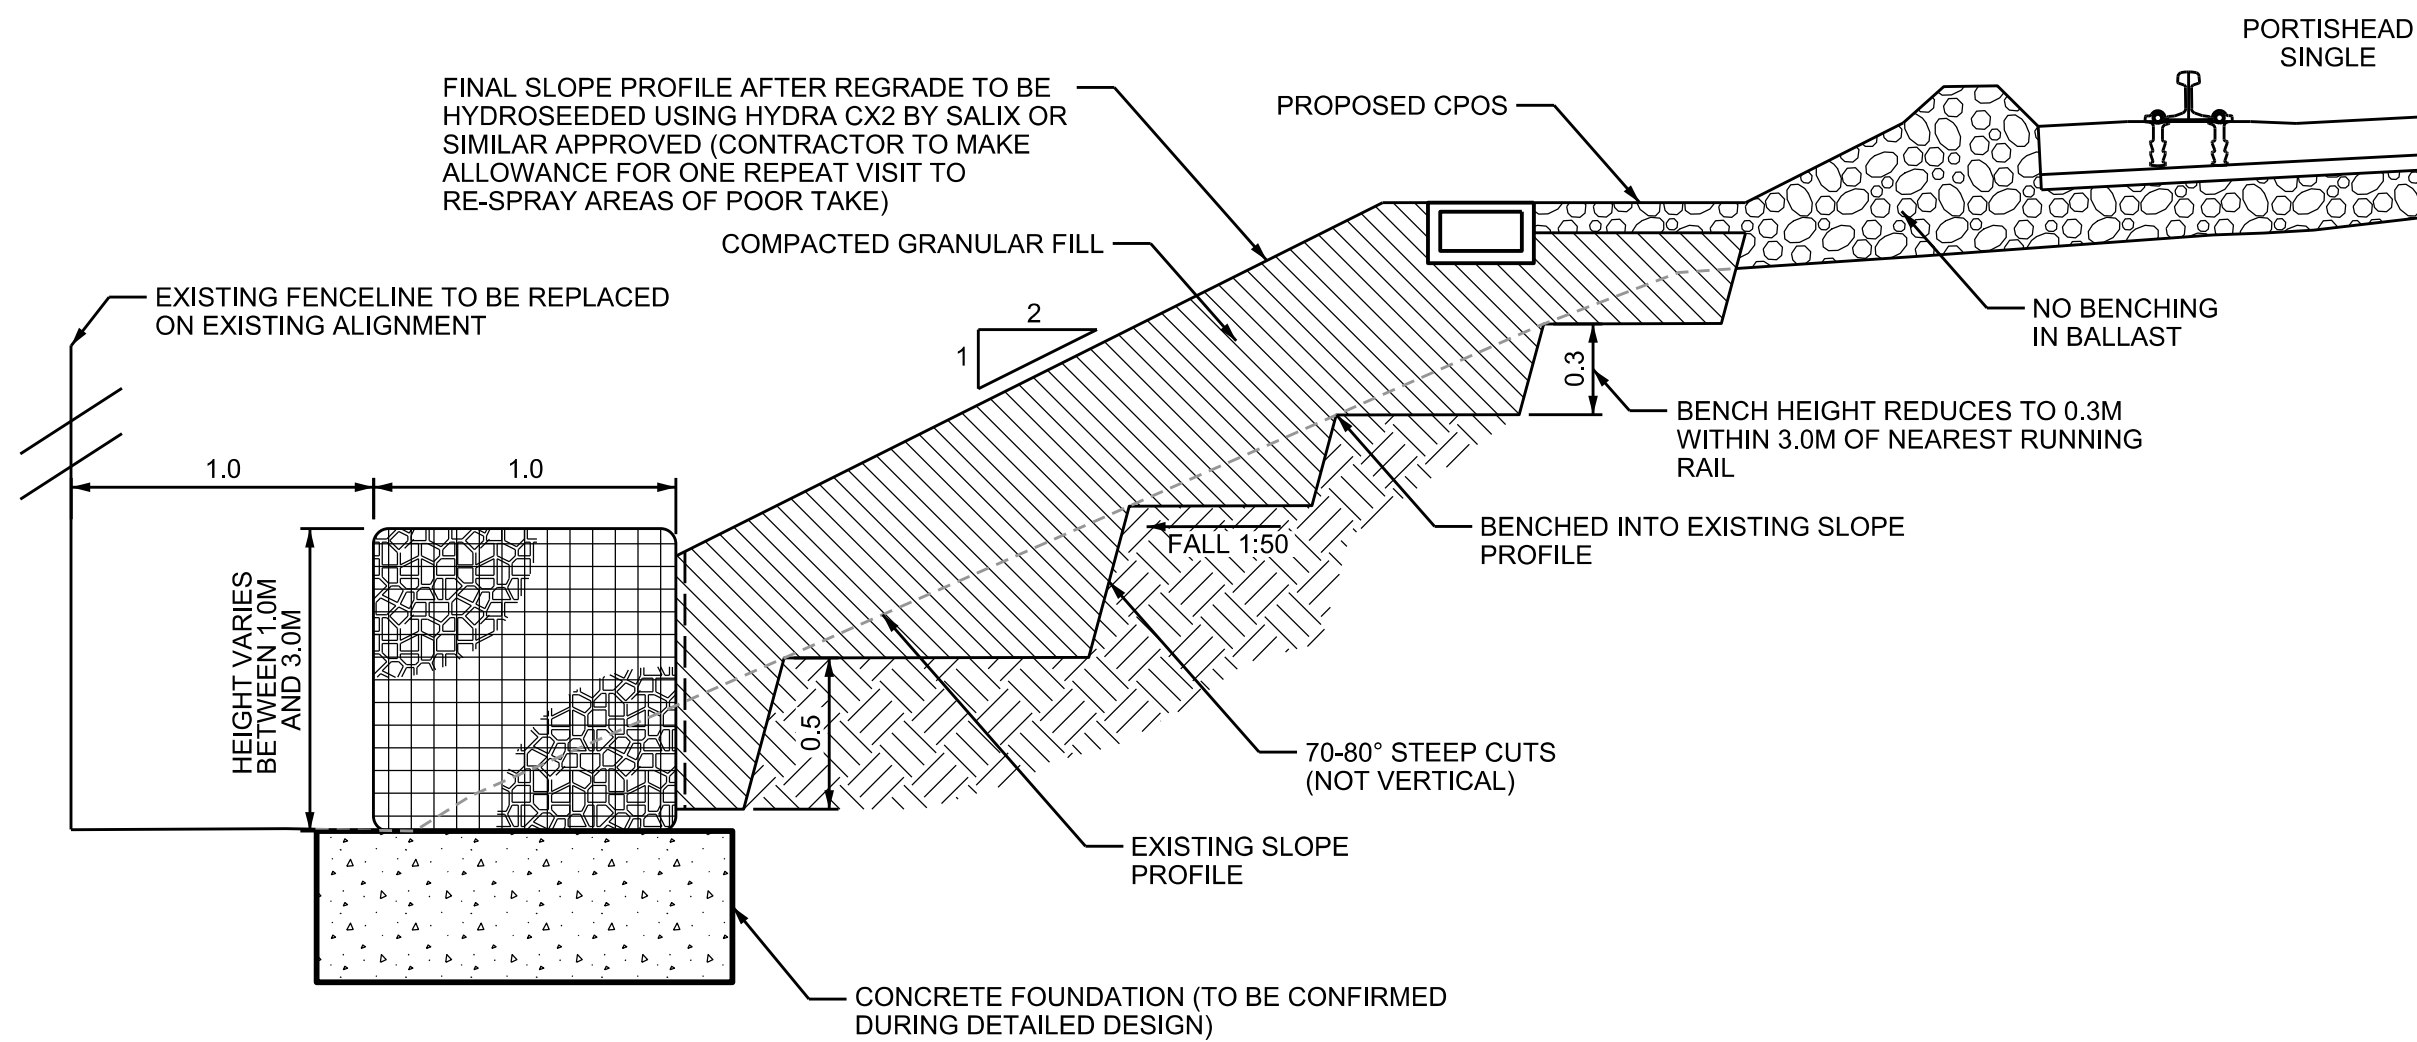 PORTISHEAD
SINGLE
FINAL SLOPE PROFILE AFTER REGRADE TO BE
HYDROSEEDED USING HYDRA CX2 BY SALIX OR
SIMILAR APPROVED (CONTRACTOR TO MAKE
ALLOWANCE FOR ONE REPEAT VISIT TO
RE-SPRAY AREAS OF POOR TAKE)
PROPOSED CPOS
COMPACTED GRANULAR FILL
EXISTING FENCELINE TO BE REPLACED
ON EXISTING ALIGNMENT
2
1
NO BENCHING
IN BALLAST
0.3
BENCH HEIGHT REDUCES TO 0.3M
WITHIN 3.0M OF NEAREST RUNNING
RAIL
1.0
1.0
BENCHED INTO EXISTING SLOPE
PROFILE
FALL 1:50
HEIGHT VARIES
BETWEEN 1.0M
AND 3.0M
0.5
70-80° STEEP CUTS
(NOT VERTICAL)
EXISTING SLOPE
PROFILE
CONCRETE FOUNDATION (TO BE CONFIRMED
DURING DETAILED DESIGN)